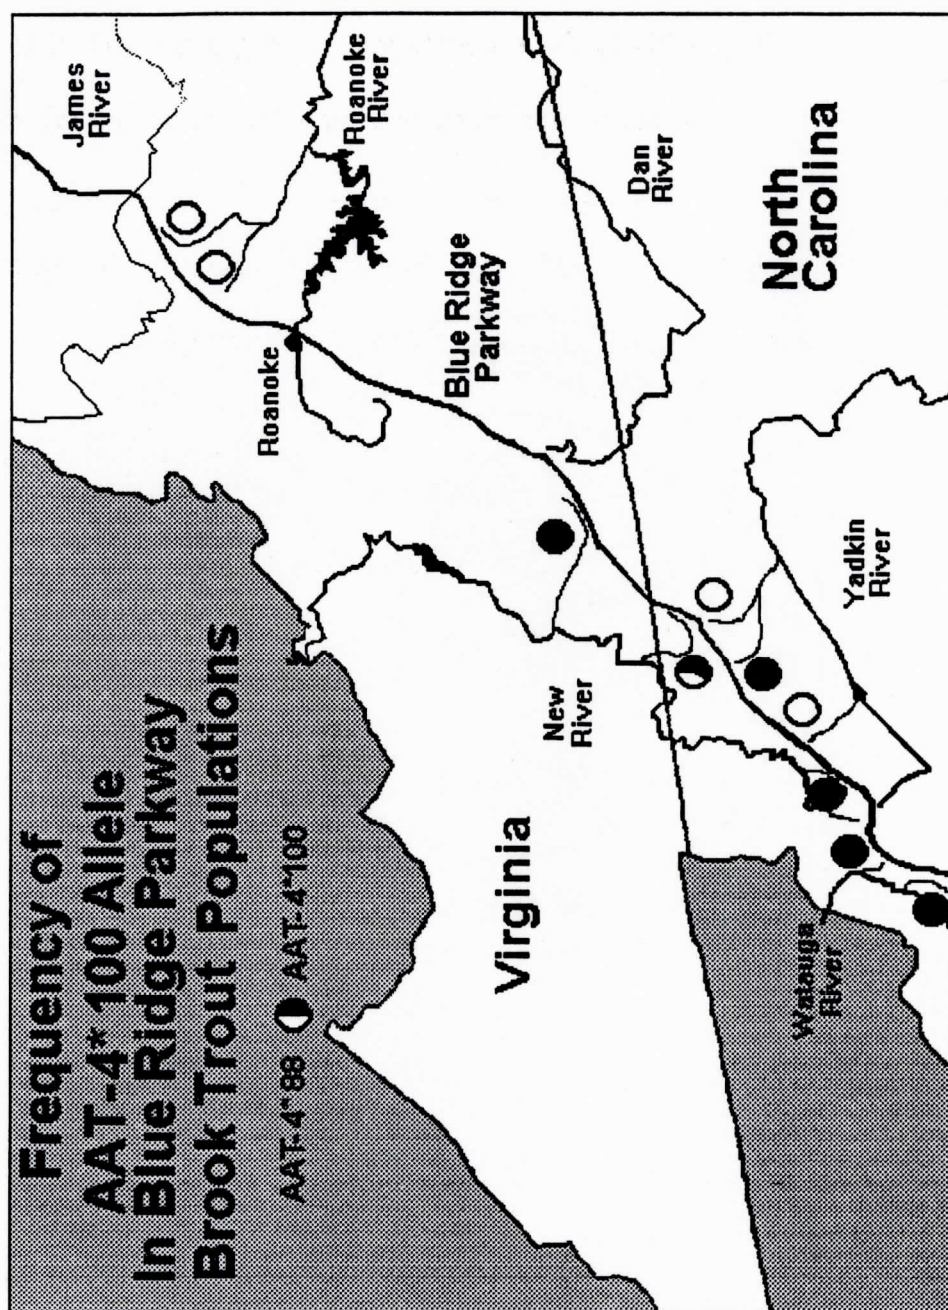 Frequency of
AAT-4* 100 Allele
In Blue Ridge Parkway
Brook Trout Populations
AAT-4* 88 AAT-4*100
James
River
Roanoke
River
Roanoke
Blue Ridge
Parkway
Dan
River
North
Carolina
New
River
Virginia
Yadkin
River
Watauga
River